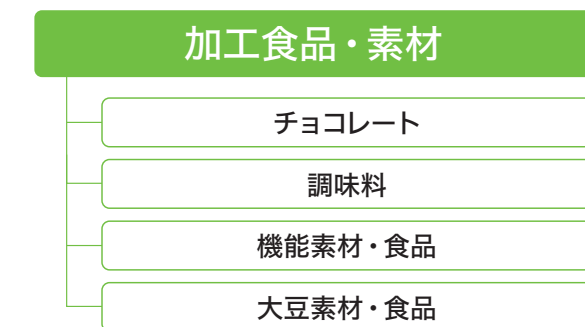 加工食品・素材
チョコレート
調味料
機能素材・食品
大豆素材・食品